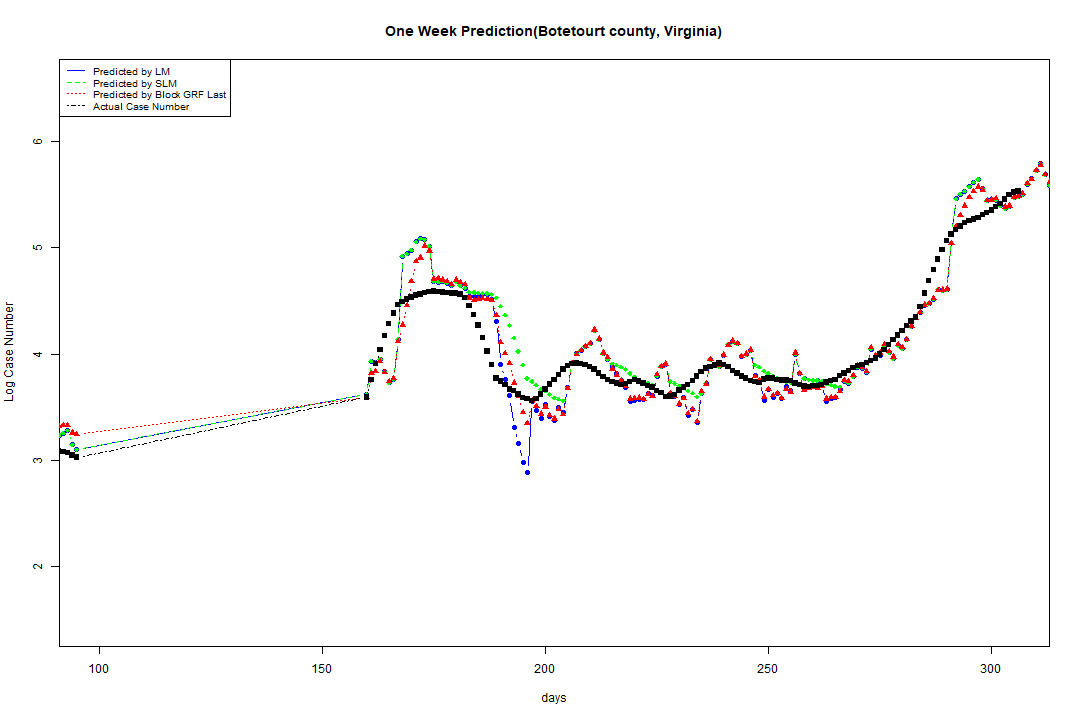 One Week Prediction(Botetourt county, Virginia)
Predicted by LM
Predicted by SLM
Predicted by Block GRF Last
Actual Case Number
Log Case Number
6
5
4
3
2
100 150 200 250 300
days